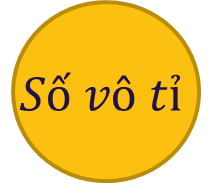 Số vô tỉ